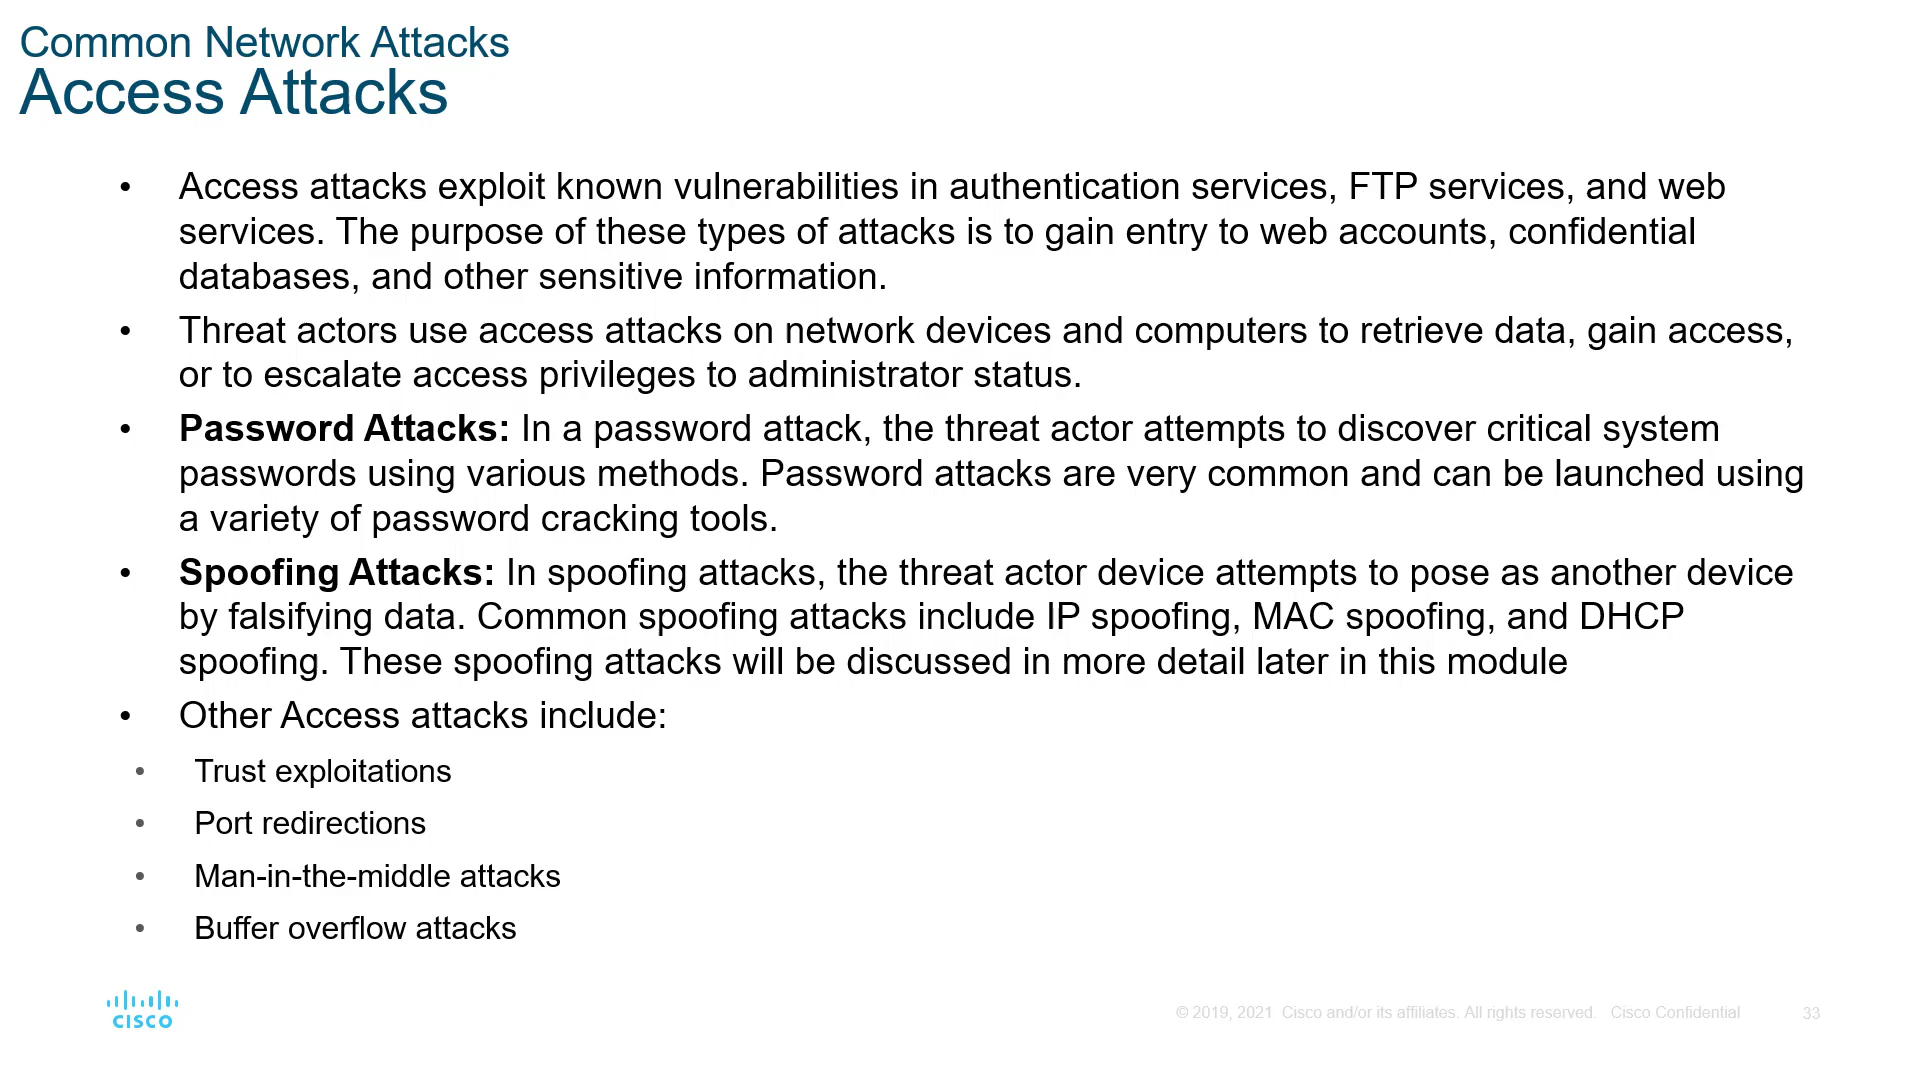 Common Network Attacks
Access Attacks
• Access attacks exploit known vulnerabilities in authentication services, FTP services, and web
services. The purpose of these types of attacks is to gain entry to web accounts, confidential
databases, and other sensitive information.
• Threat actors use access attacks on network devices and computers to retrieve data, gain access,
or to escalate access privileges to administrator status.
• Password Attacks: In a password attack, the threat actor attempts to discover critical system
passwords using various methods. Password attacks are very common and can be launched using
a variety of password cracking tools.
• Spoofing Attacks: In spoofing attacks, the threat actor device attempts to pose as another device
by falsifying data. Common spoofing attacks include IP spoofing, MAC spoofing, and DHCP
spoofing. These spoofing attacks will be discussed in more detail later in this module
• Other Access attacks include:
• Trust exploitations
• Port redirections
• Man-in-the-middle attacks
• Buffer overflow attacks
CISCO
© 2019, 2021 Cisco and/or its affiliates. All rights reserved. Cisco Confidential 33